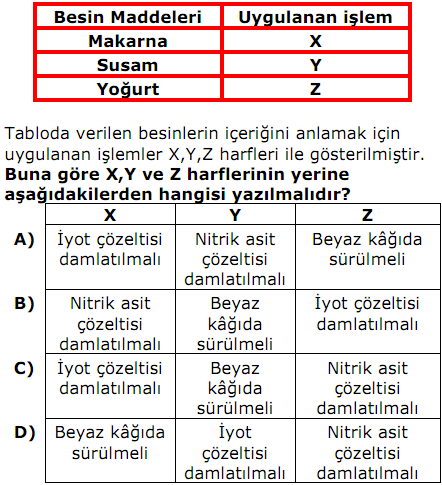 Besin Maddeleri Uygulanan işlem
Makarna X
Susam Y
Yoğurt Z
Tabloda verilen besinlerin içeriğini anlamak için
uygulanan işlemler X,Y,Z harfleri ile gösterilmiştir.
Buna göre X,Y ve Z harflerinin yerine
aşağıdakilerden hangisi yazılmalıdır?
X Y Z
A) İyot çözeltisi Nitrik asit Beyaz kâğıda
damlatılmalı çözeltisi sürülmeli
damlatılmalı
B) Nitrik asit Beyaz İyot çözeltisi
çözeltisi kâğıda damlatılmalı
damlatılmalı sürülmeli
C) İyot çözeltisi Beyaz Nitrik asit
damlatılmalı kâğıda çözeltisi
sürülmeli damlatılmalı
D) Beyaz kâğıda İyot Nitrik asit
sürülmeli çözeltisi çözeltisi
damlatılmalı damlatılmalı